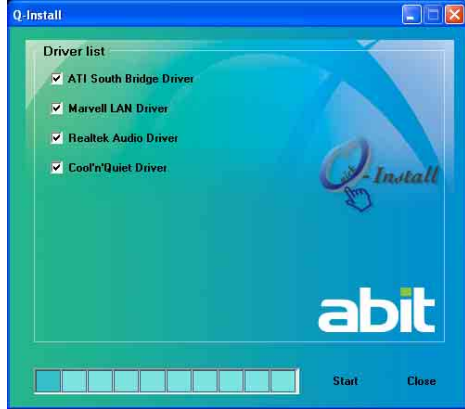 Q-Install
Driver list
ATI South Bridge Driver
Marvell LAN Driver
Realtek Audio Driver
Cool'n'Quiet Driver
Q-Install
abit
Start Close